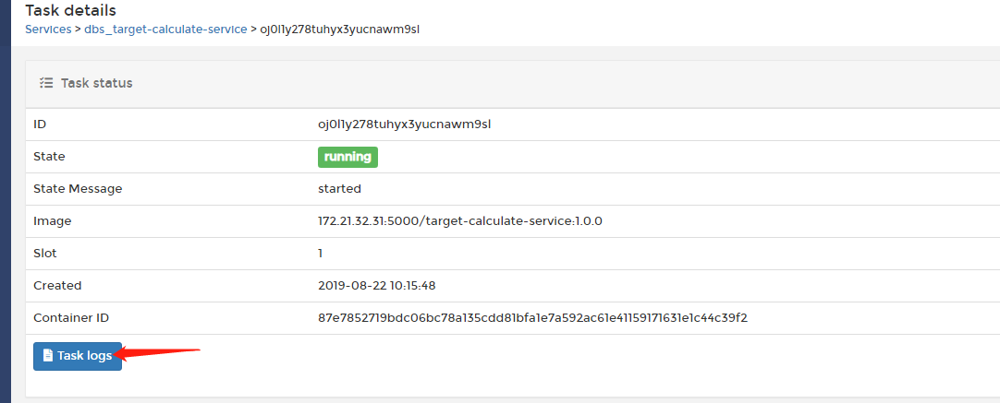 Task details
Services > dbs_target-calculate-service > oj0l1y278tuhyx3yucnawm9sl
Task status
ID oj0l1y278tuhyx3yucnawm9sl
State running
State Message started
Image 172.21.32.31:5000/target-calculate-service:1.0.0
Slot 1
Created 2019-08-22 10:15:48
Container ID 87e7852719bdc06bc78a135cdd81bfa1e7a592ac61e41159171631e1c44c39f2
Task logs